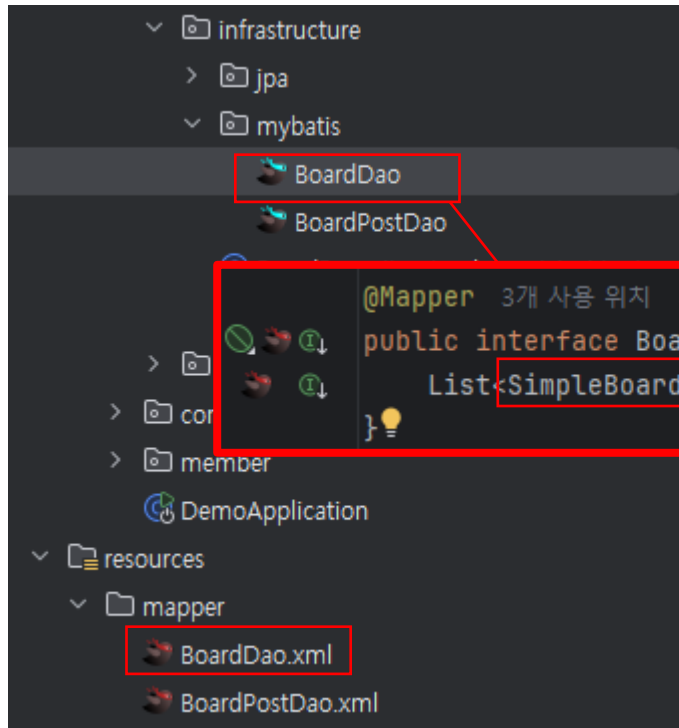 infrastructure
jpa
mybatis
BoardDao
BoardPostDao
@Mapper 3개 사용 위치
public interface Boa
List<SimpleBoard
}
cor
member
DemoApplication
resources
mapper
BoardDao.xml
BoardPostDao.xml